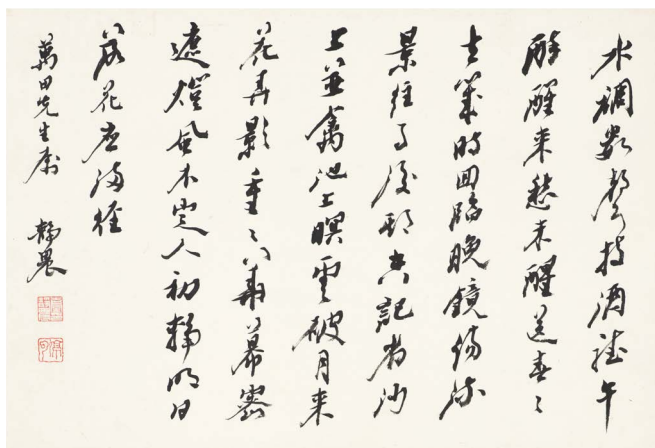 水調數聲持酒聽午
醉醒来愁未醒送春々
去幾時回臨晚鏡傷流
景往事後期空記省沙
上並禽池上暝雲破月来
花弄影重々簾幕密
遮燈風不定人初靜明日
落花應滿徑
萬田先生属 靜農